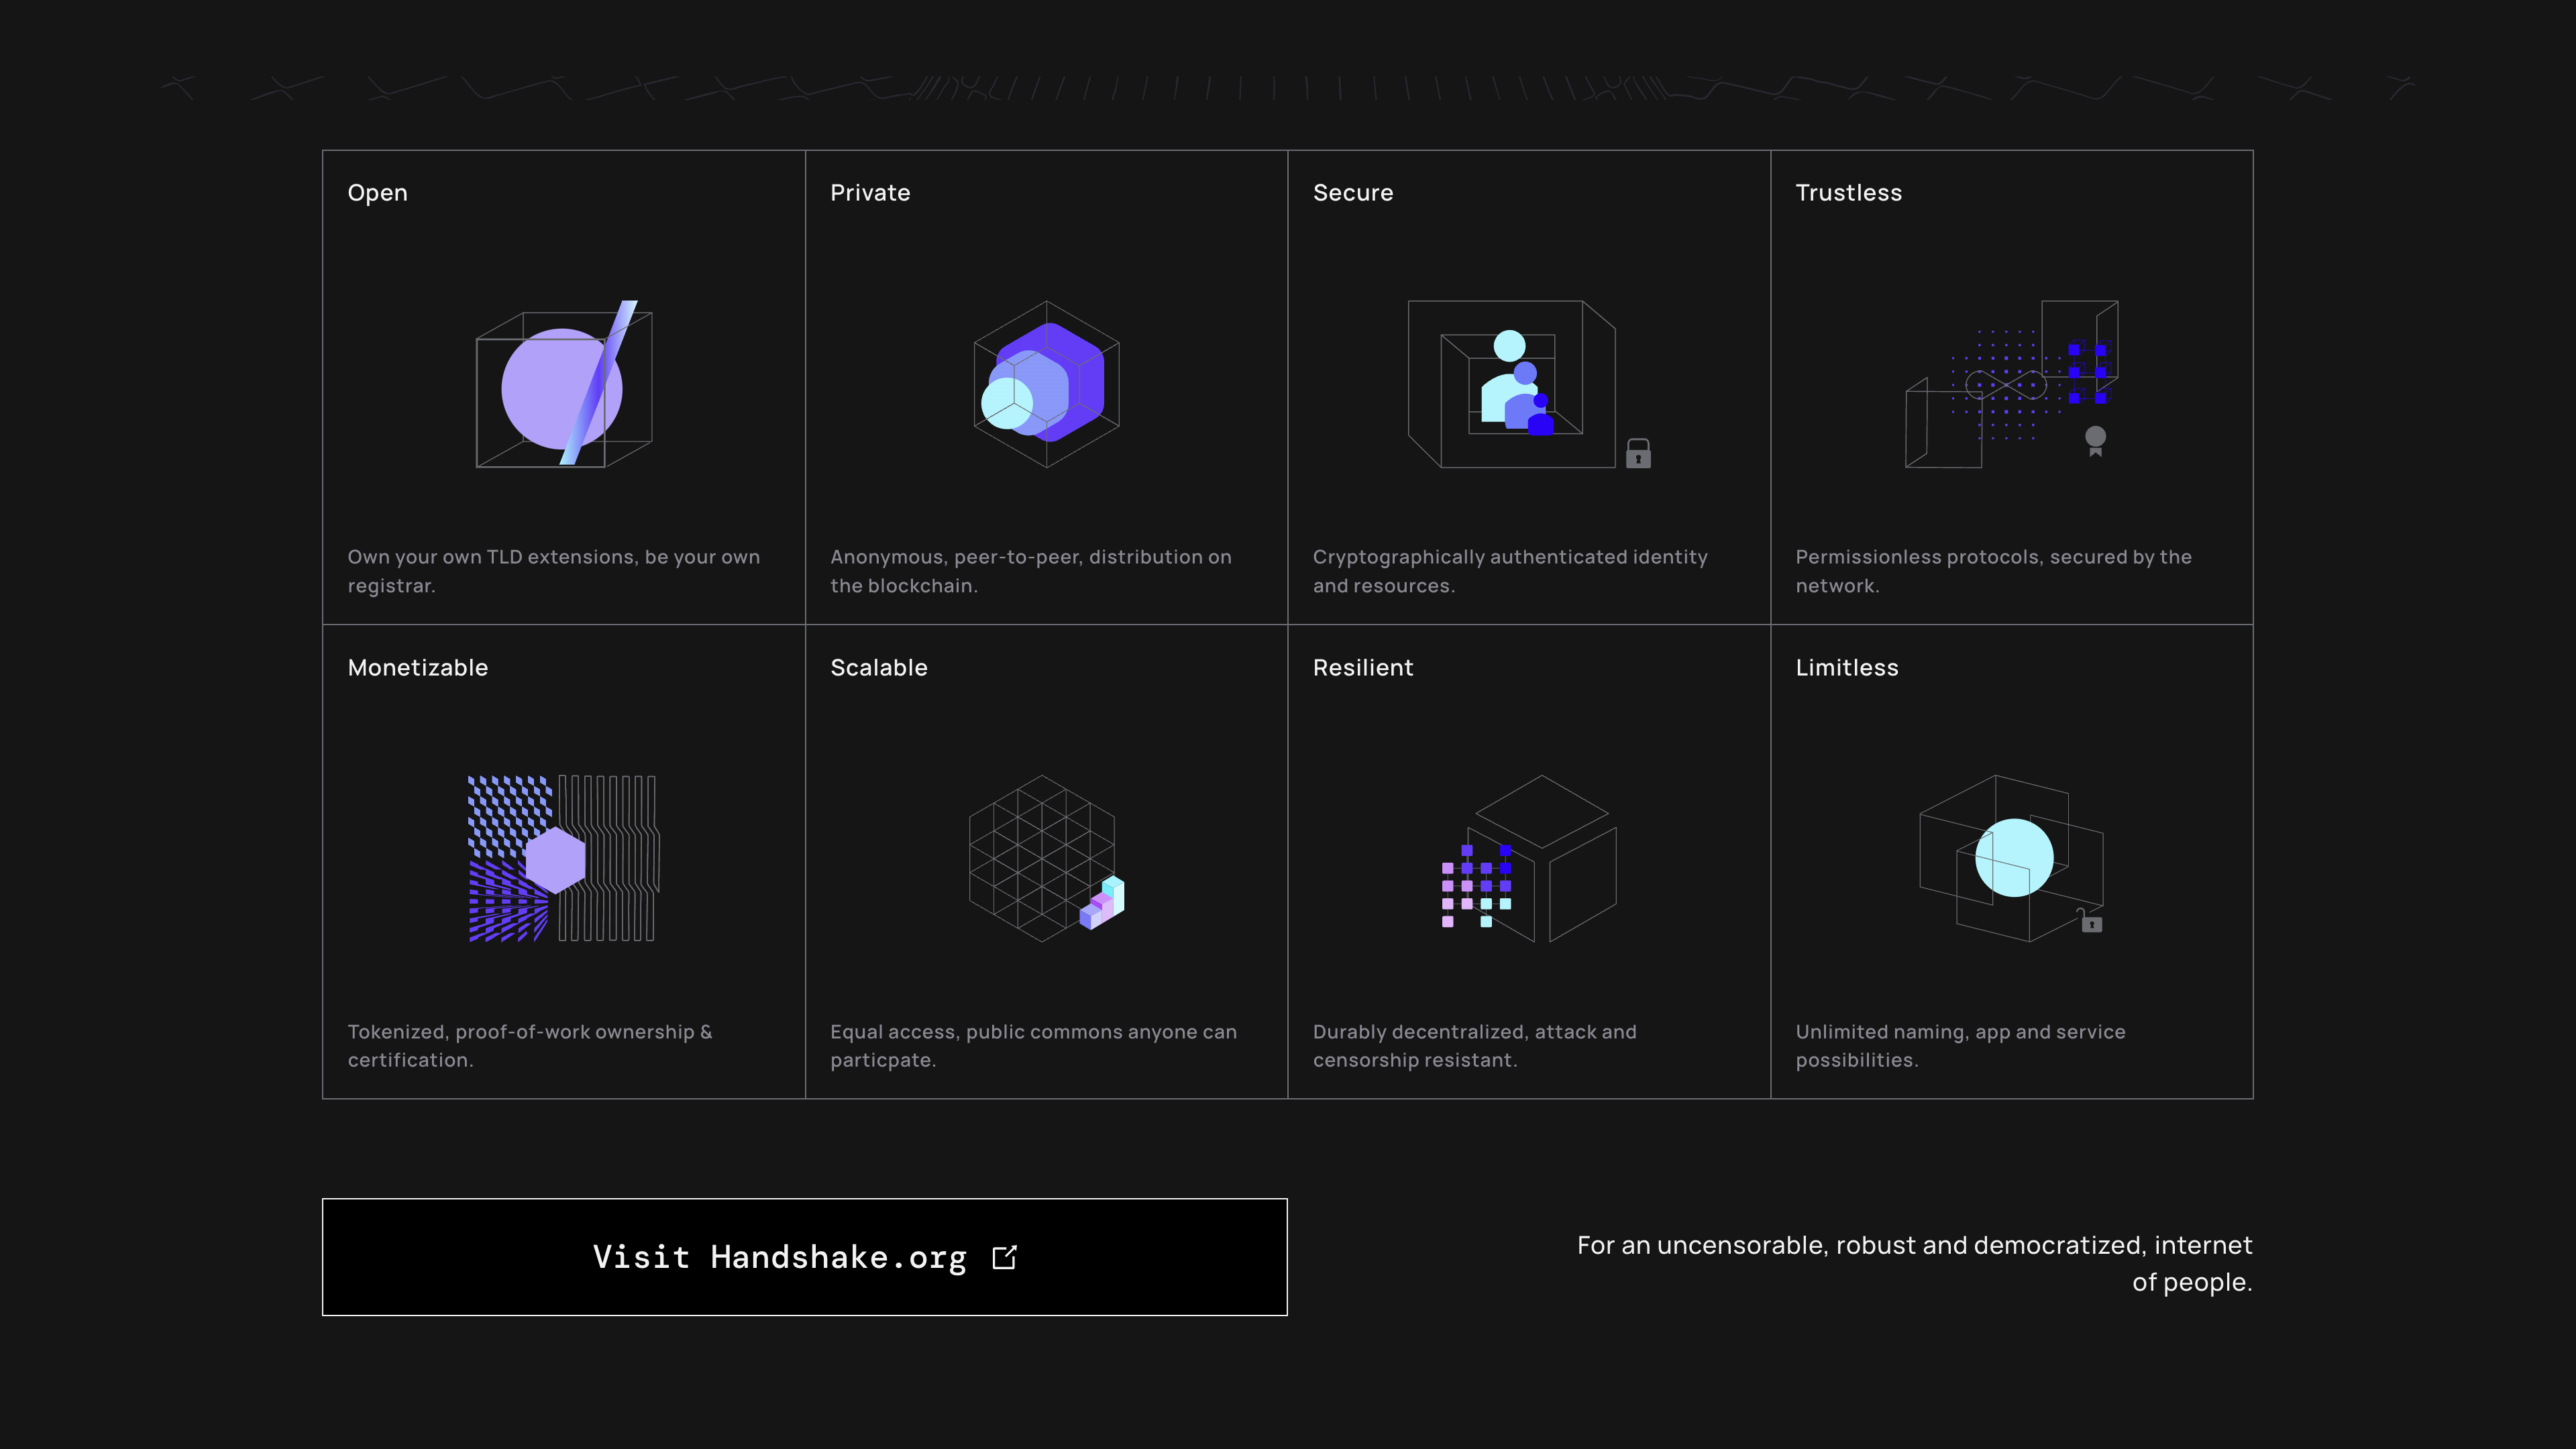 Open
Own your own TLD extensions, be your own
registrar.
Private
Anonymous, peer-to-peer, distribution on
the blockchain.
Secure
Cryptographically authenticated identity
and resources.
Trustless
Permissionless protocols, secured by the
network.
Monetizable
Tokenized, proof-of-work ownership &
certification.
Scalable
Equal access, public commons anyone can
particpate.
Resilient
Durably decentralized, attack and
censorship resistant.
Limitless
Unlimited naming, app and service
possibilities.
Visit Handshake.org
For an uncensorable, robust and democratized, internet
of people.